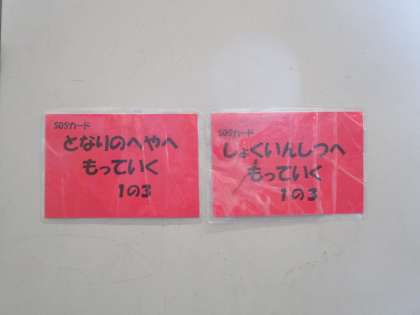 SOSカード
となりのへやへ
もっていく
1の3
SOSカード
しょくいんしつへ
もっていく
1の3